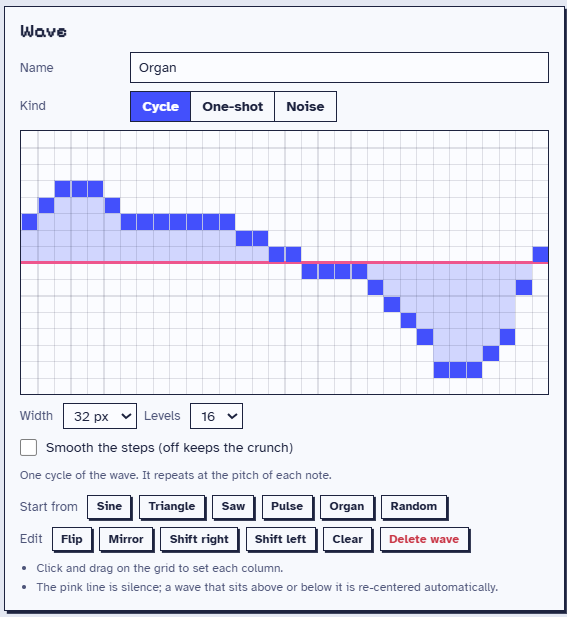 Wave
Name Organ
Kind Cycle One-shot Noise
Width 32 px Levels 16
Smooth the steps (off keeps the crunch)
One cycle of the wave. It repeats at the pitch of each note.
Start from Sine Triangle Saw Pulse Organ Random
Edit Flip Mirror Shift right Shift left Clear Delete wave
• Click and drag on the grid to set each column.
• The pink line is silence; a wave that sits above or below it is re-centered automatically.